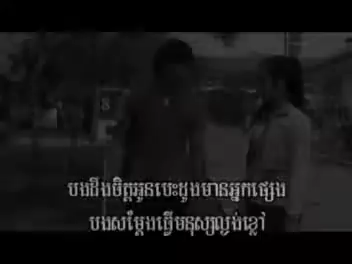 បងដឹងចិត្តអូនបេះដូងមានអ្នកផ្សេង
បងសម្ដែងធ្វើមនុស្សល្ងង់ខ្លៅ